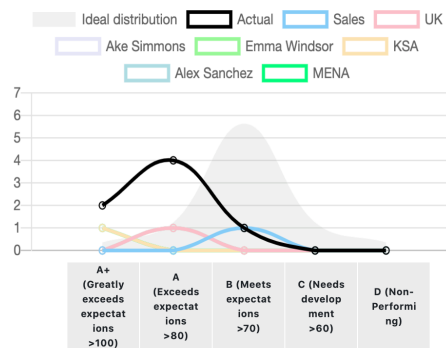 Ideal distribution Actual Sales UK
Ake Simmons Emma Windsor KSA
Alex Sanchez MENA
7
6
5
4
3
2
1
0
A+
(Greatly
exceeds
expectat
ions
>100)
A
(Exceeds
expectat
ions
>80)
B (Meets
expectat
ions
>70)
C (Needs
develop
ment
>60)
D (Non-
Performi
ng)